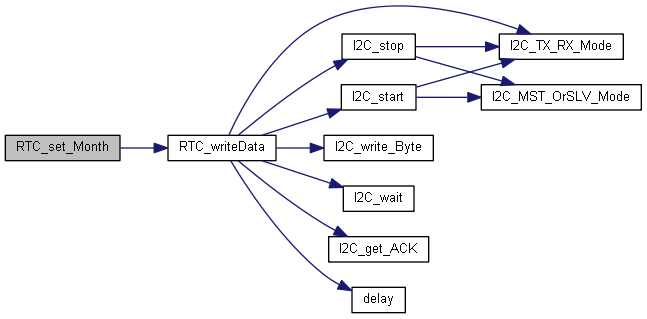 RTC_set_Month
RTC_writeData
I2C_stop
I2C_start
I2C_write_Byte
I2C_wait
I2C_get_ACK
delay
I2C_TX_RX_Mode
I2C_MST_OrSLV_Mode